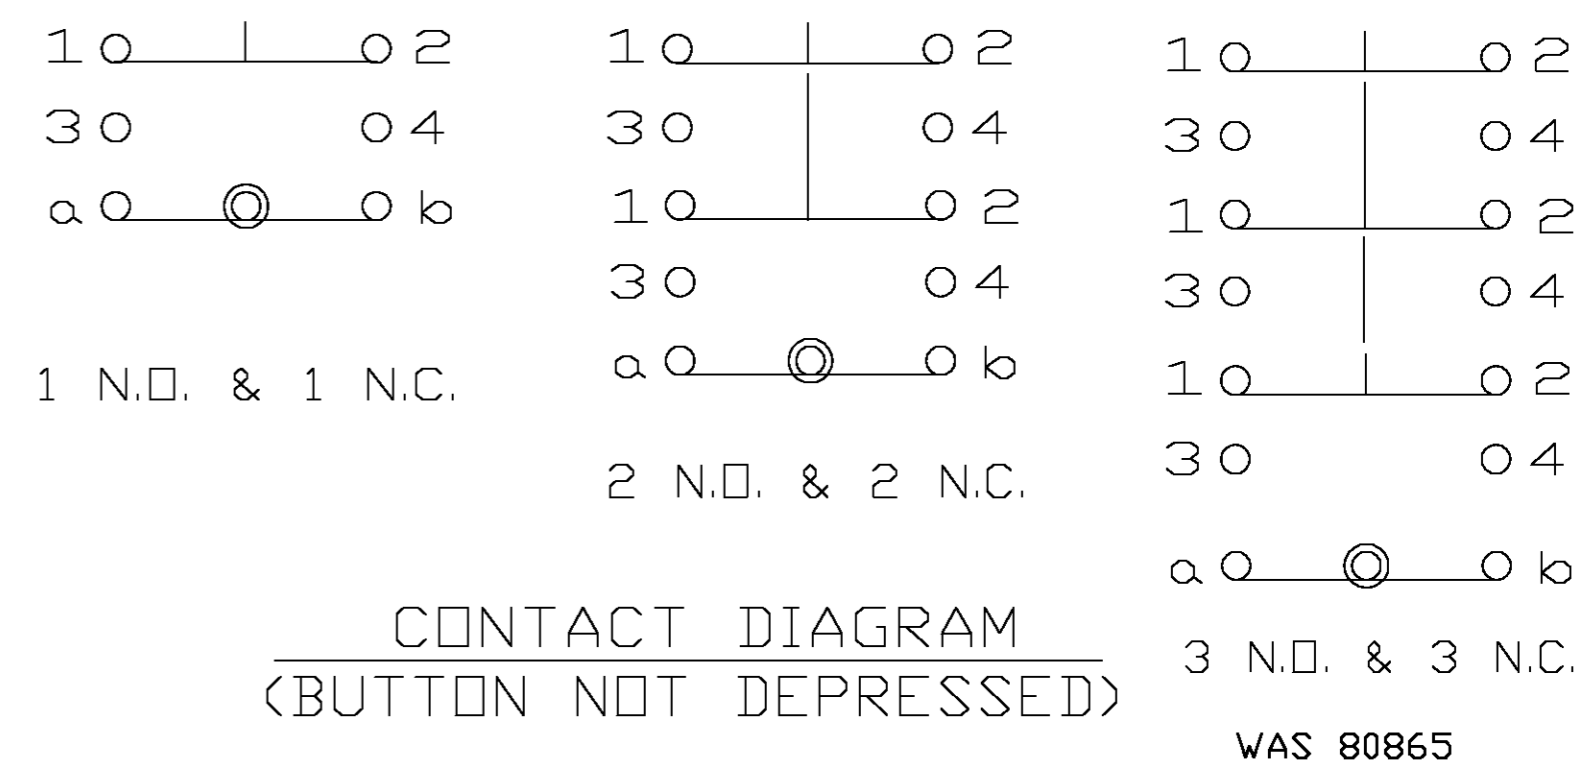 1 2
3 4
a b
1 N.O. & 1 N.C.
1 2
3 4
1 2
3 4
a b
2 N.O. & 2 N.C.
1 2
3 4
1 2
3 4
1 2
3 4
a b
3 N.O. & 3 N.C.
CONTACT DIAGRAM
(BUTTON NOT DEPRESSED)
WAS 80865